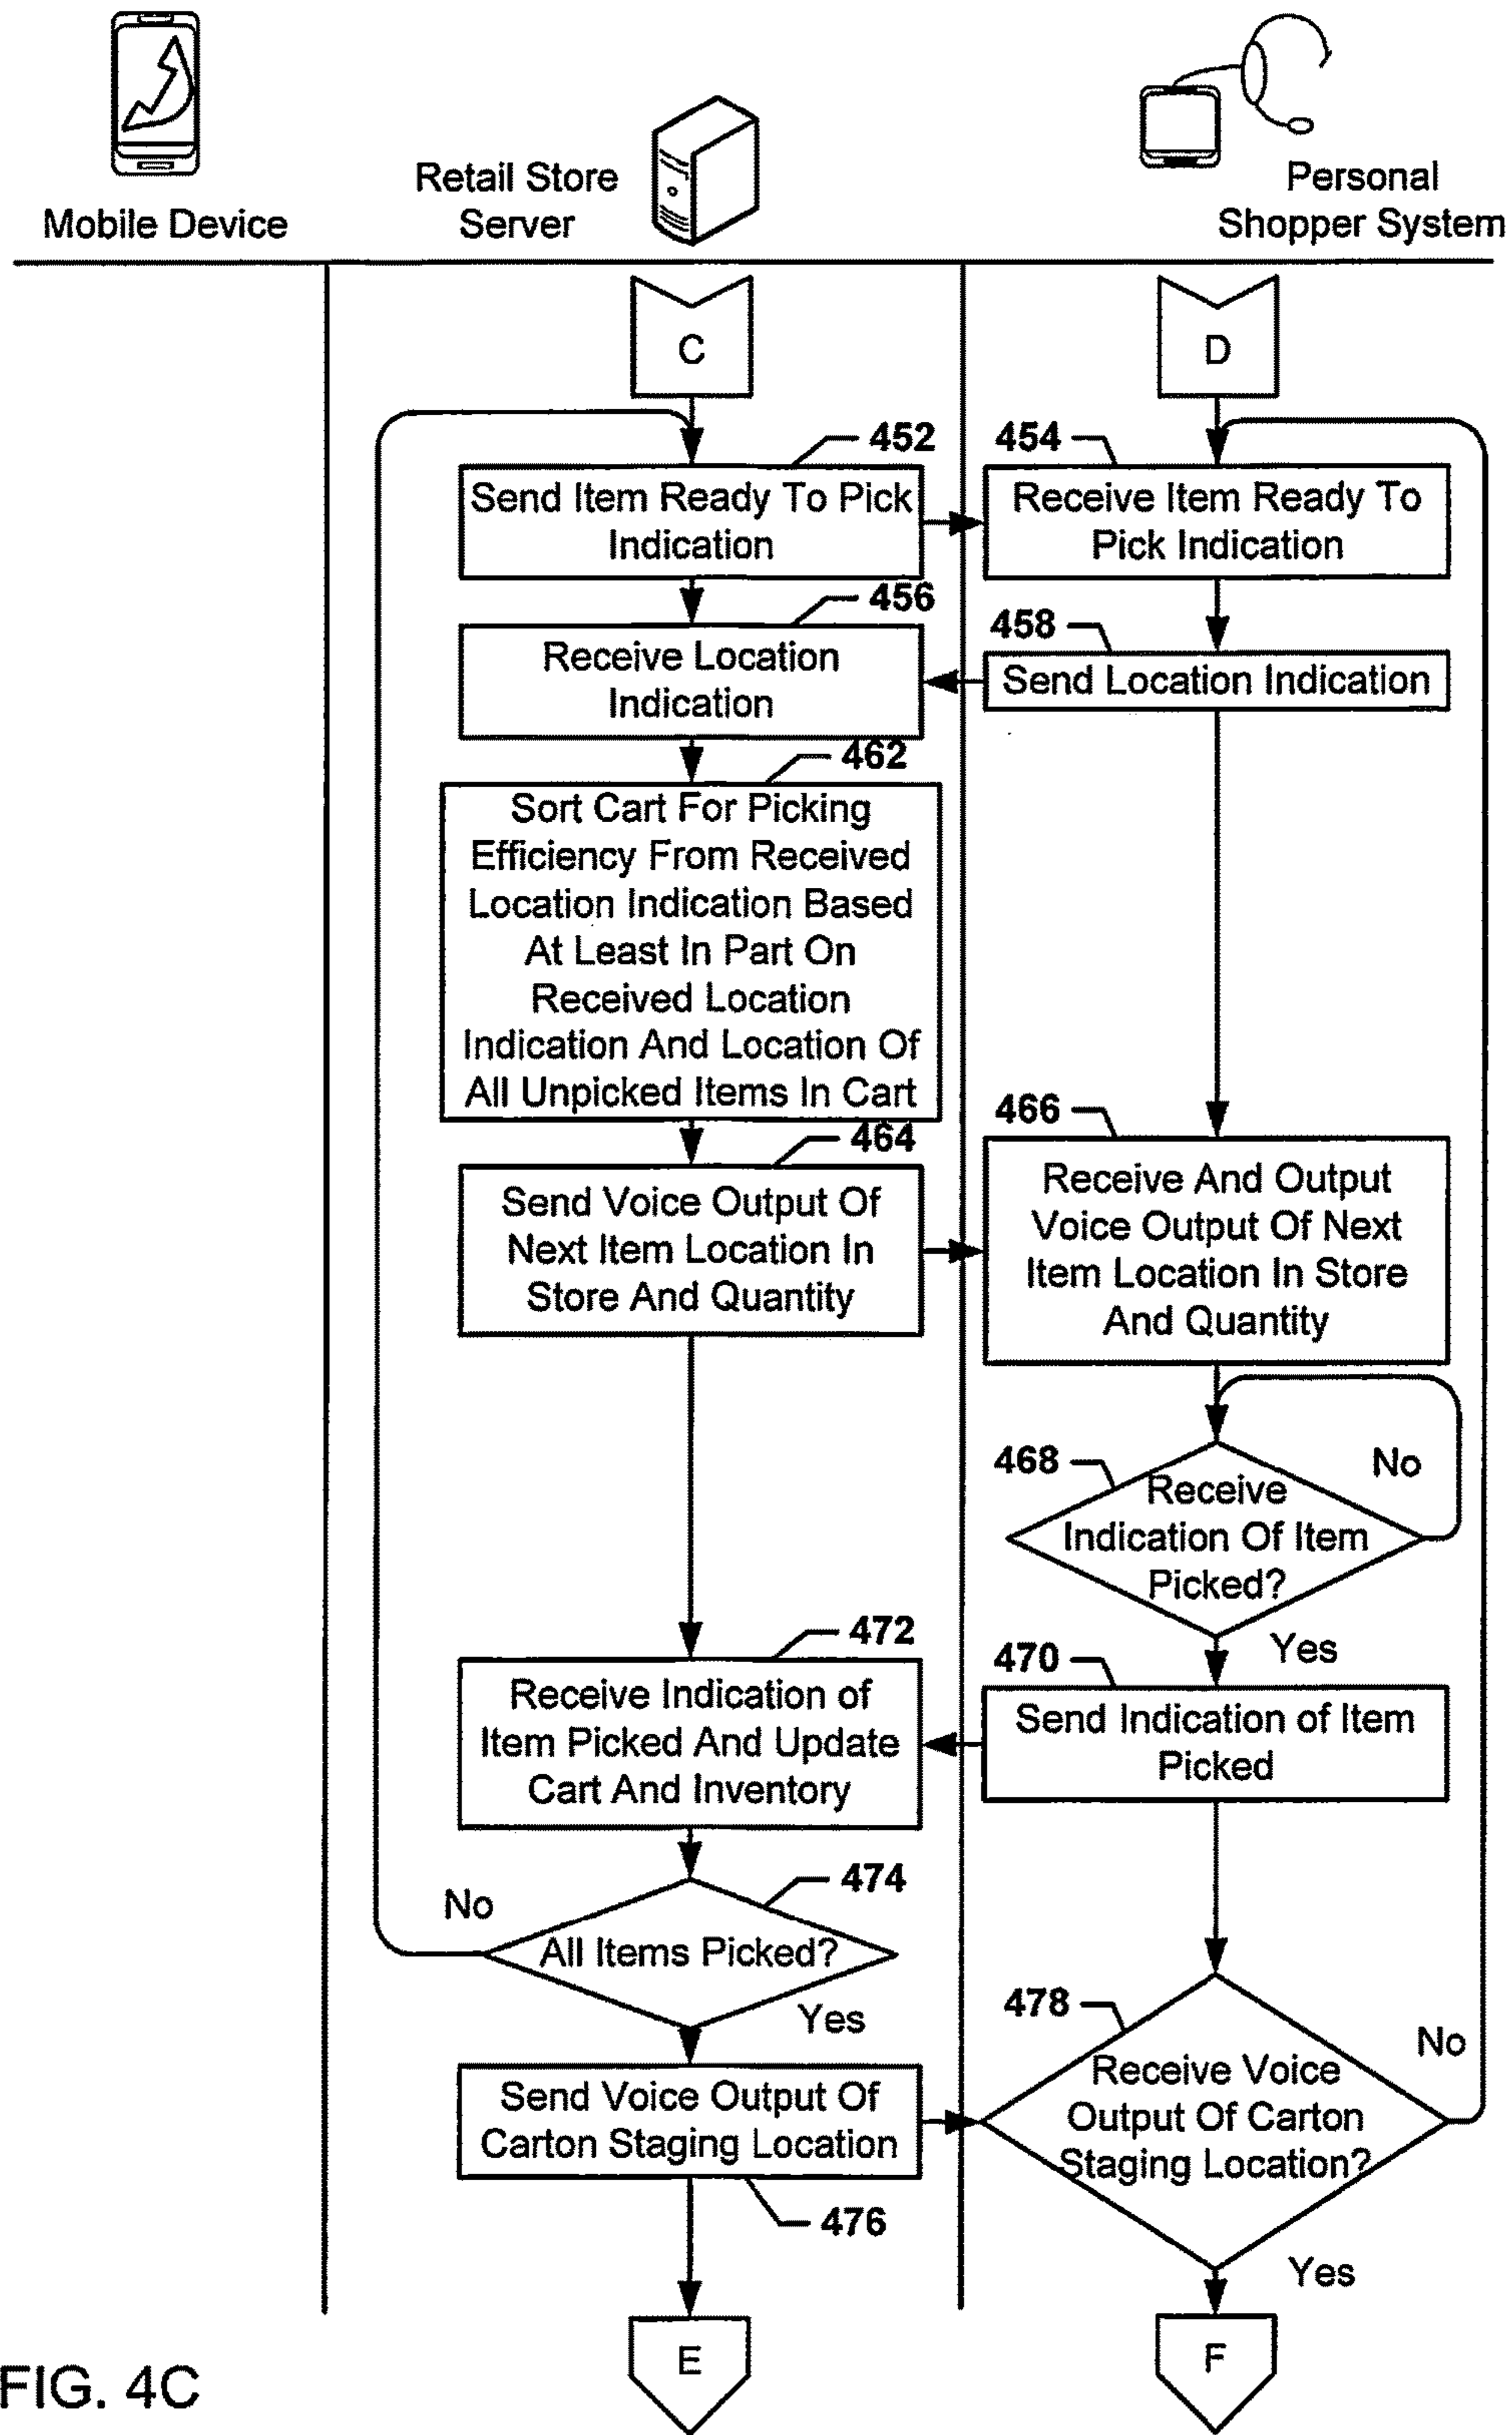 Mobile Device
Retail Store
Server
Personal
Shopper System
C
D
452
Send Item Ready To Pick
Indication
454
Receive Item Ready To
Pick Indication
456
Receive Location
Indication
458
Send Location Indication
462
Sort Cart For Picking
Efficiency From Received
Location Indication Based
At Least In Part On
Received Location
Indication And Location Of
All Unpicked Items In Cart
464
Send Voice Output Of
Next Item Location In
Store And Quantity
466
Receive And Output
Voice Output Of Next
Item Location In Store
And Quantity
468
Receive
Indication Of Item
Picked?
No
Yes
470
Send Indication of Item
Picked
472
Receive Indication of
Item Picked And Update
Cart And Inventory
474
All Items Picked?
No
Yes
476
Send Voice Output Of
Carton Staging Location
478
Receive Voice
Output Of Carton
Staging Location?
No
Yes
E
F
FIG. 4C